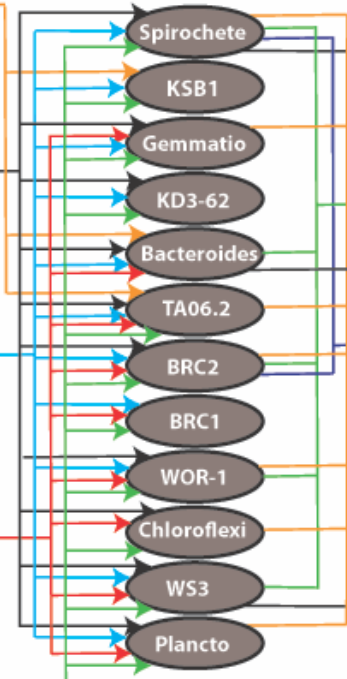 Spirochete
KSB1
Gemmatio
KD3-62
Bacteroides
TA06.2
BRC2
BRC1
WOR-1
Chloroflexi
WS3
Plancto